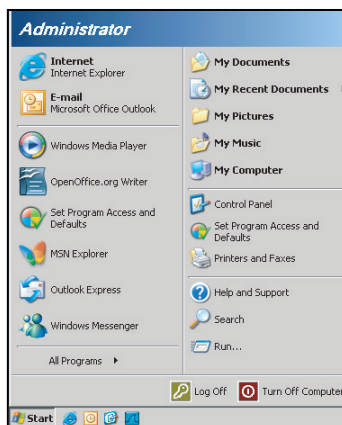 Administrator
Internet
Internet Explorer
E-mail
Microsoft Office Outlook
Windows Media Player
OpenOffice.org Writer
Set Program Access and
Defaults
MSN Explorer
Outlook Express
Windows Messenger
All Programs
My Documents
My Recent Documents
My Pictures
My Music
My Computer
Control Panel
Set Program Access and
Defaults
Printers and Faxes
Help and Support
Search
Run...
Log Off
Turn Off Computer
Start